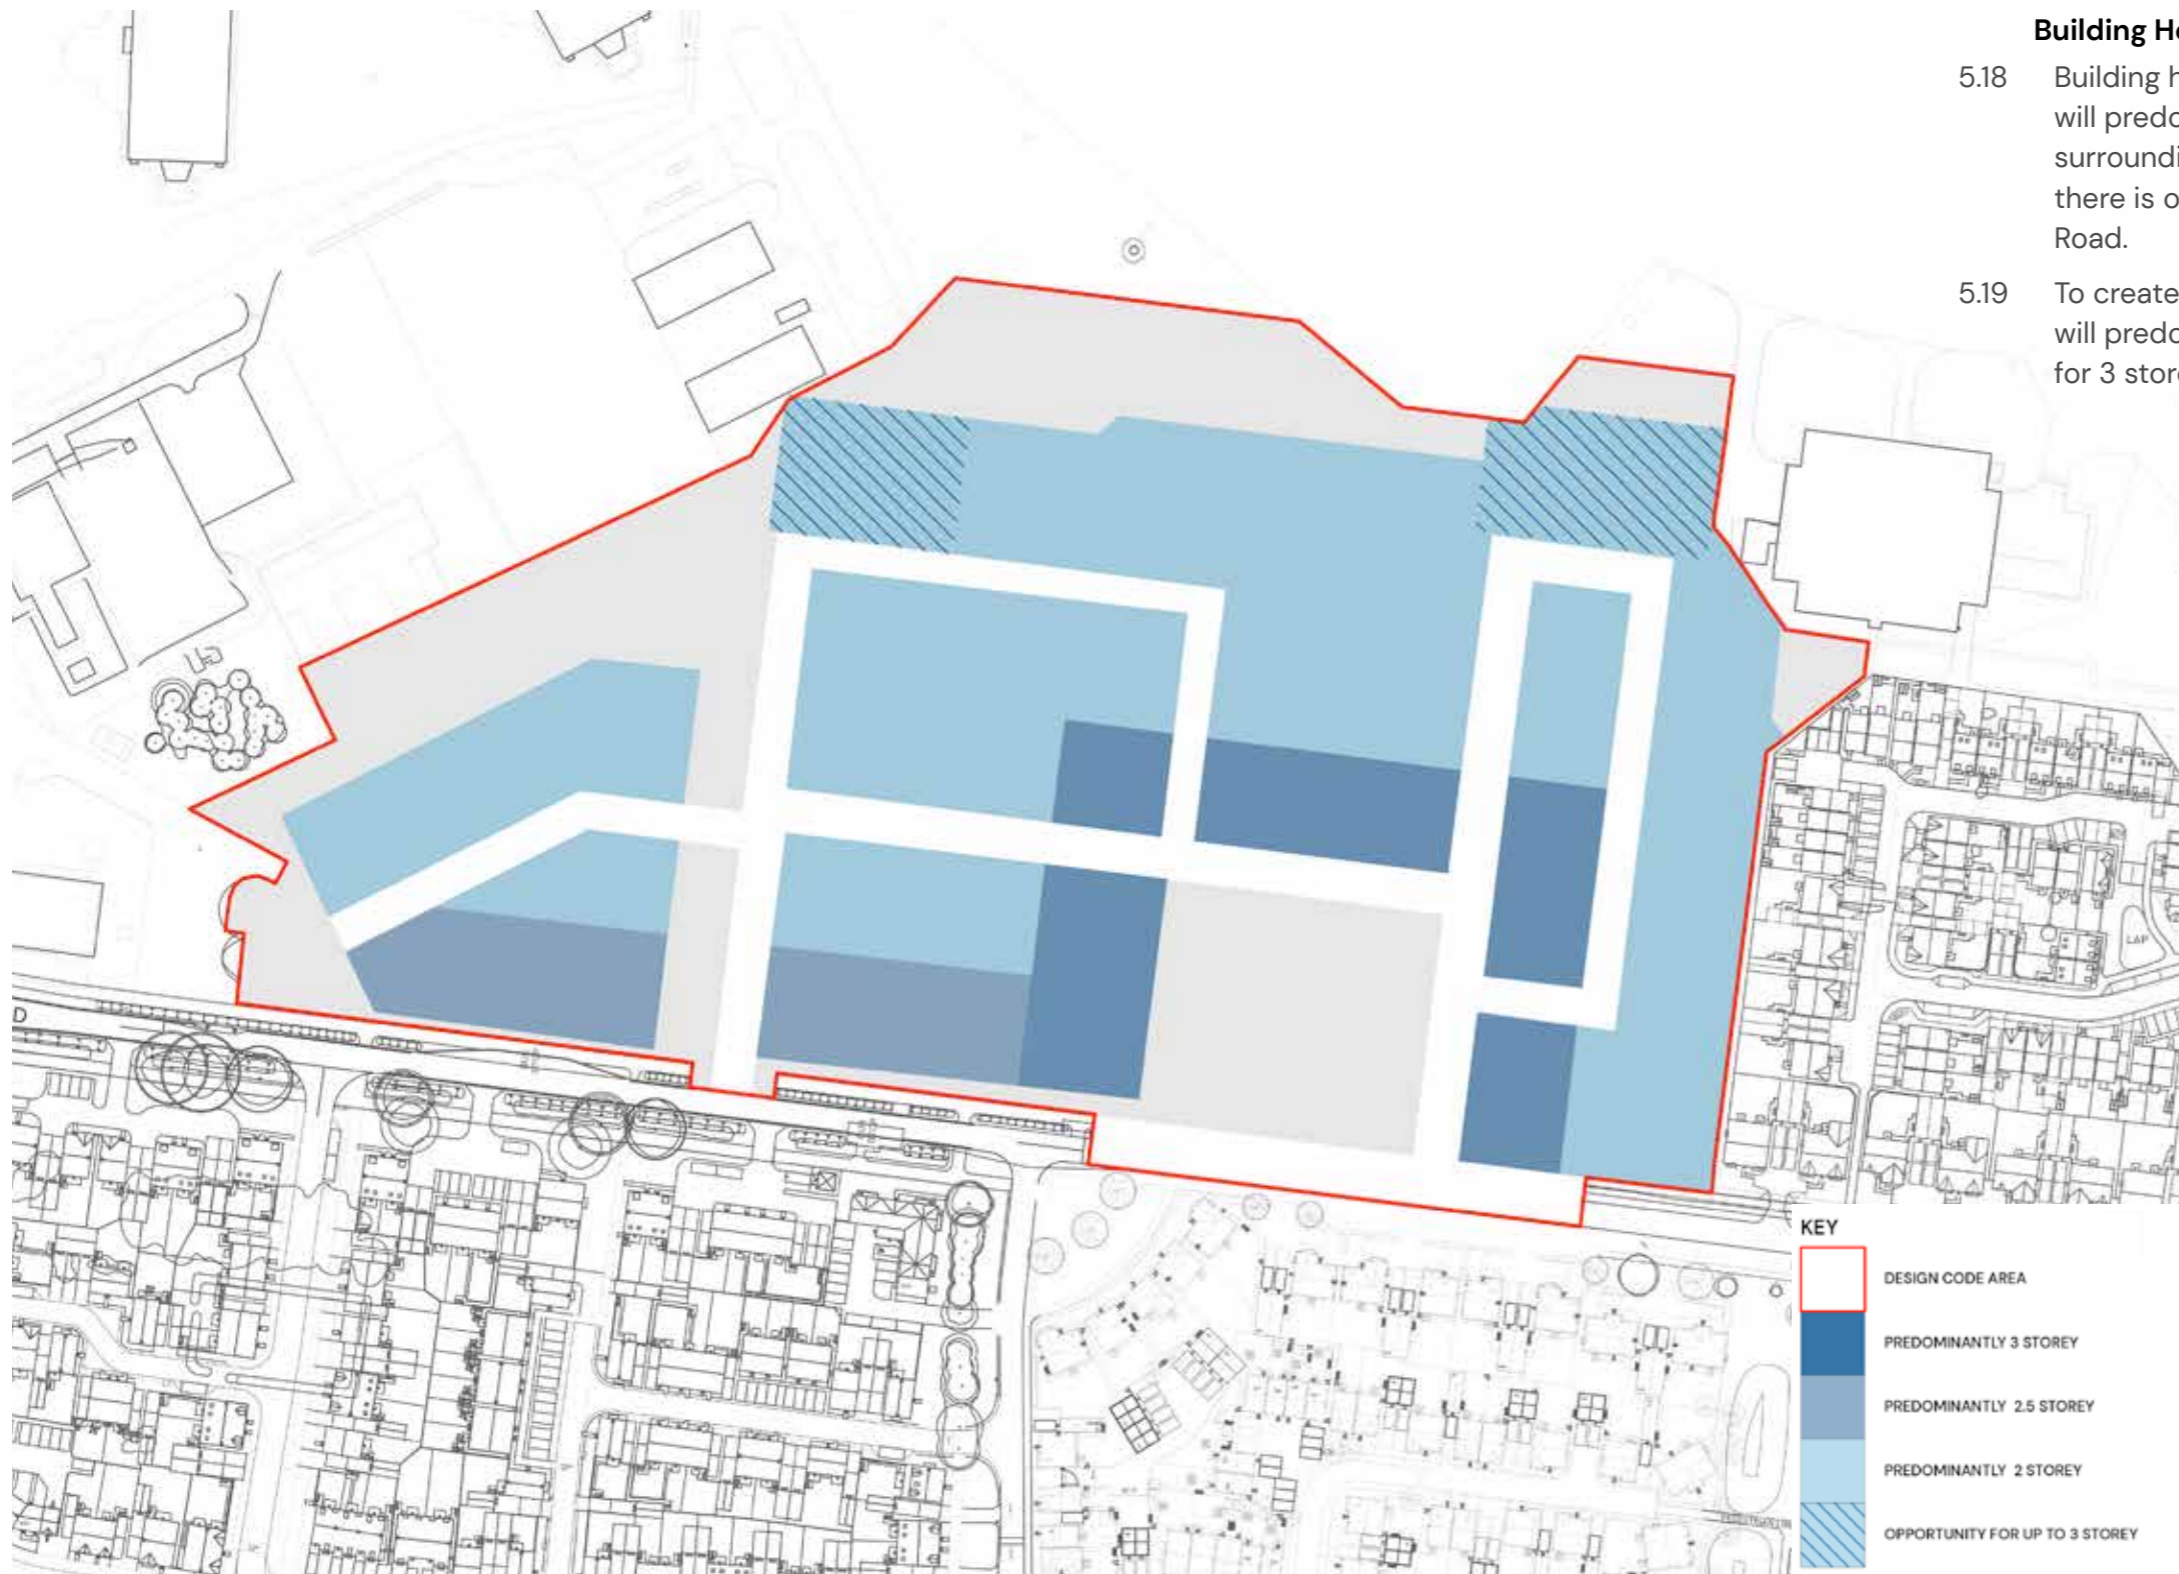 Building H
5.18 Building h
will predo
surroundi
there is o
Road.
5.19 To create
will predo
for 3 store
LAP
D
KEY
DESIGN CODE AREA
PREDOMINANTLY 3 STOREY
PREDOMINANTLY 2.5 STOREY
PREDOMINANTLY 2 STOREY
OPPORTUNITY FOR UP TO 3 STOREY